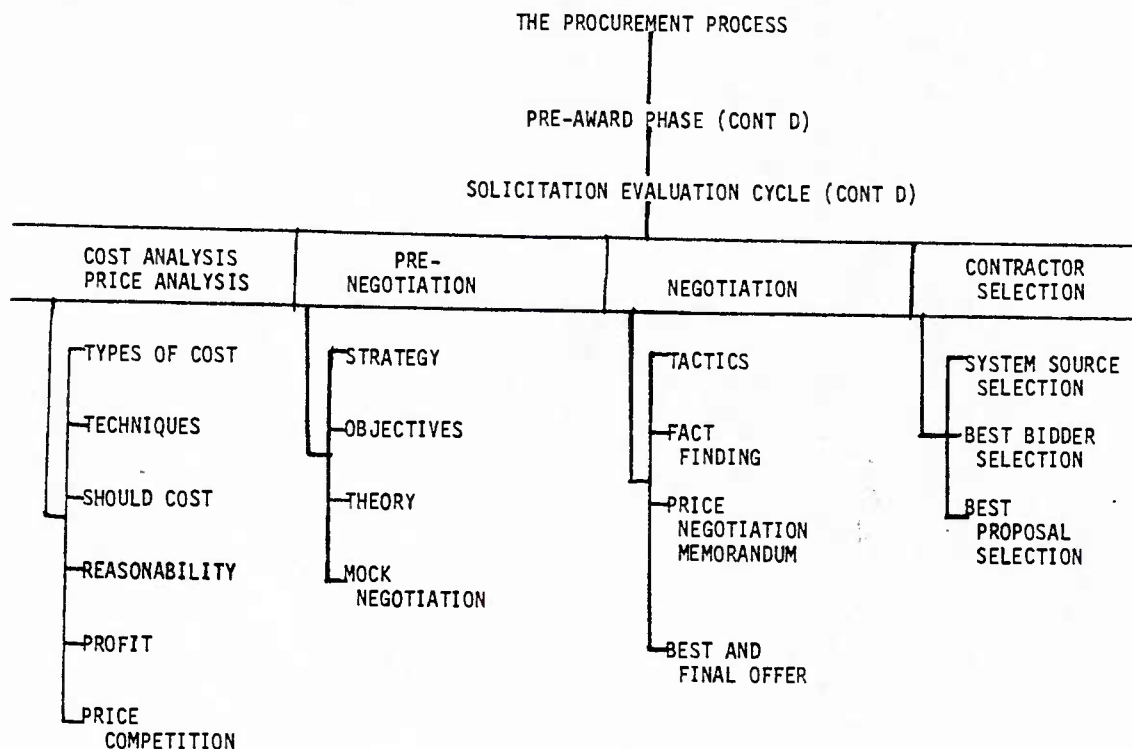 THE PROCUREMENT PROCESS
PRE-AWARD PHASE (CONT D)
SOLICITATION EVALUATION CYCLE (CONT D)
COST ANALYSIS
PRICE ANALYSIS
PRE-
NEGOTIATION
NEGOTIATION
CONTRACTOR
SELECTION
TYPES OF COST
TECHNIQUES
SHOULD COST
REASONABILITY
PROFIT
PRICE
COMPETITION
STRATEGY
OBJECTIVES
THEORY
MOCK
NEGOTIATION
TACTICS
FACT
FINDING
PRICE
NEGOTIATION
MEMORANDUM
BEST AND
FINAL OFFER
SYSTEM SOURCE
SELECTION
BEST BIDDER
SELECTION
BEST
PROPOSAL
SELECTION